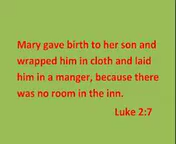 Mary gave birth to her son and
wrapped him in cloth and laid
him in a manger, because there
was no room in the inn.
Luke 2:7